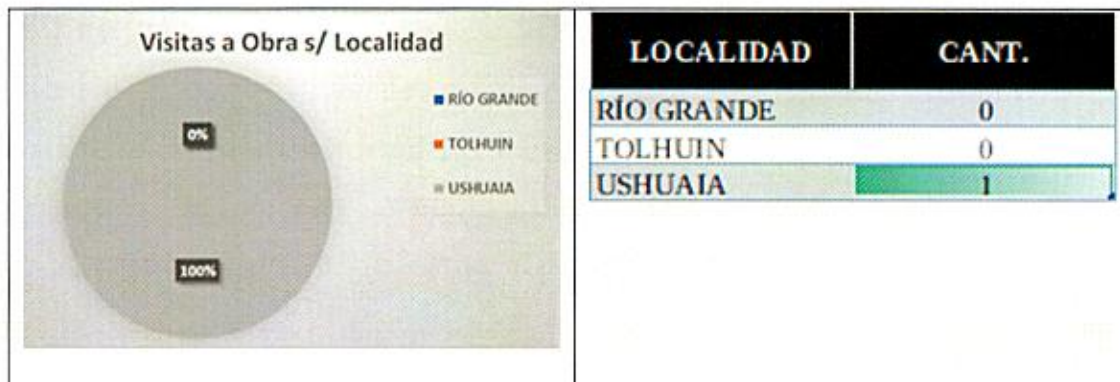 Visitas a Obra s/ Localidad
RÍO GRANDE
TOLHUIN
USHUAIA
0%
100%
LOCALIDAD CANT.
RÍO GRANDE 0
TOLHUIN 0
USHUAIA 1